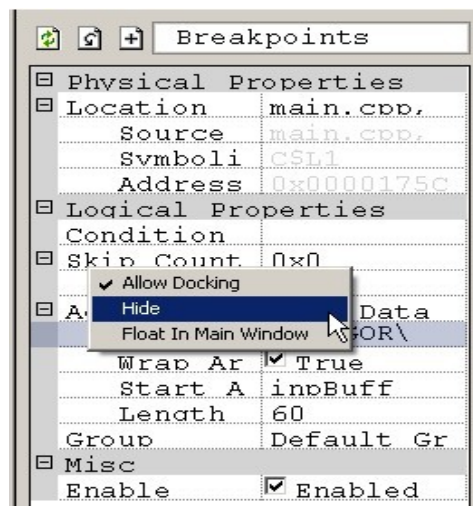 Breakpoints
Physical Properties
Location main.cpp,
Source main.cpp,
Symboli C$L1
Address 0x0000175C
Logical Properties
Condition
Skip Count 0x0
Allow Docking
Hide
Float In Main Window
A Data
GOR\
Wrap Ar True
Start A inpBuff
Length 60
Group Default Gr
Misc
Enable Enabled